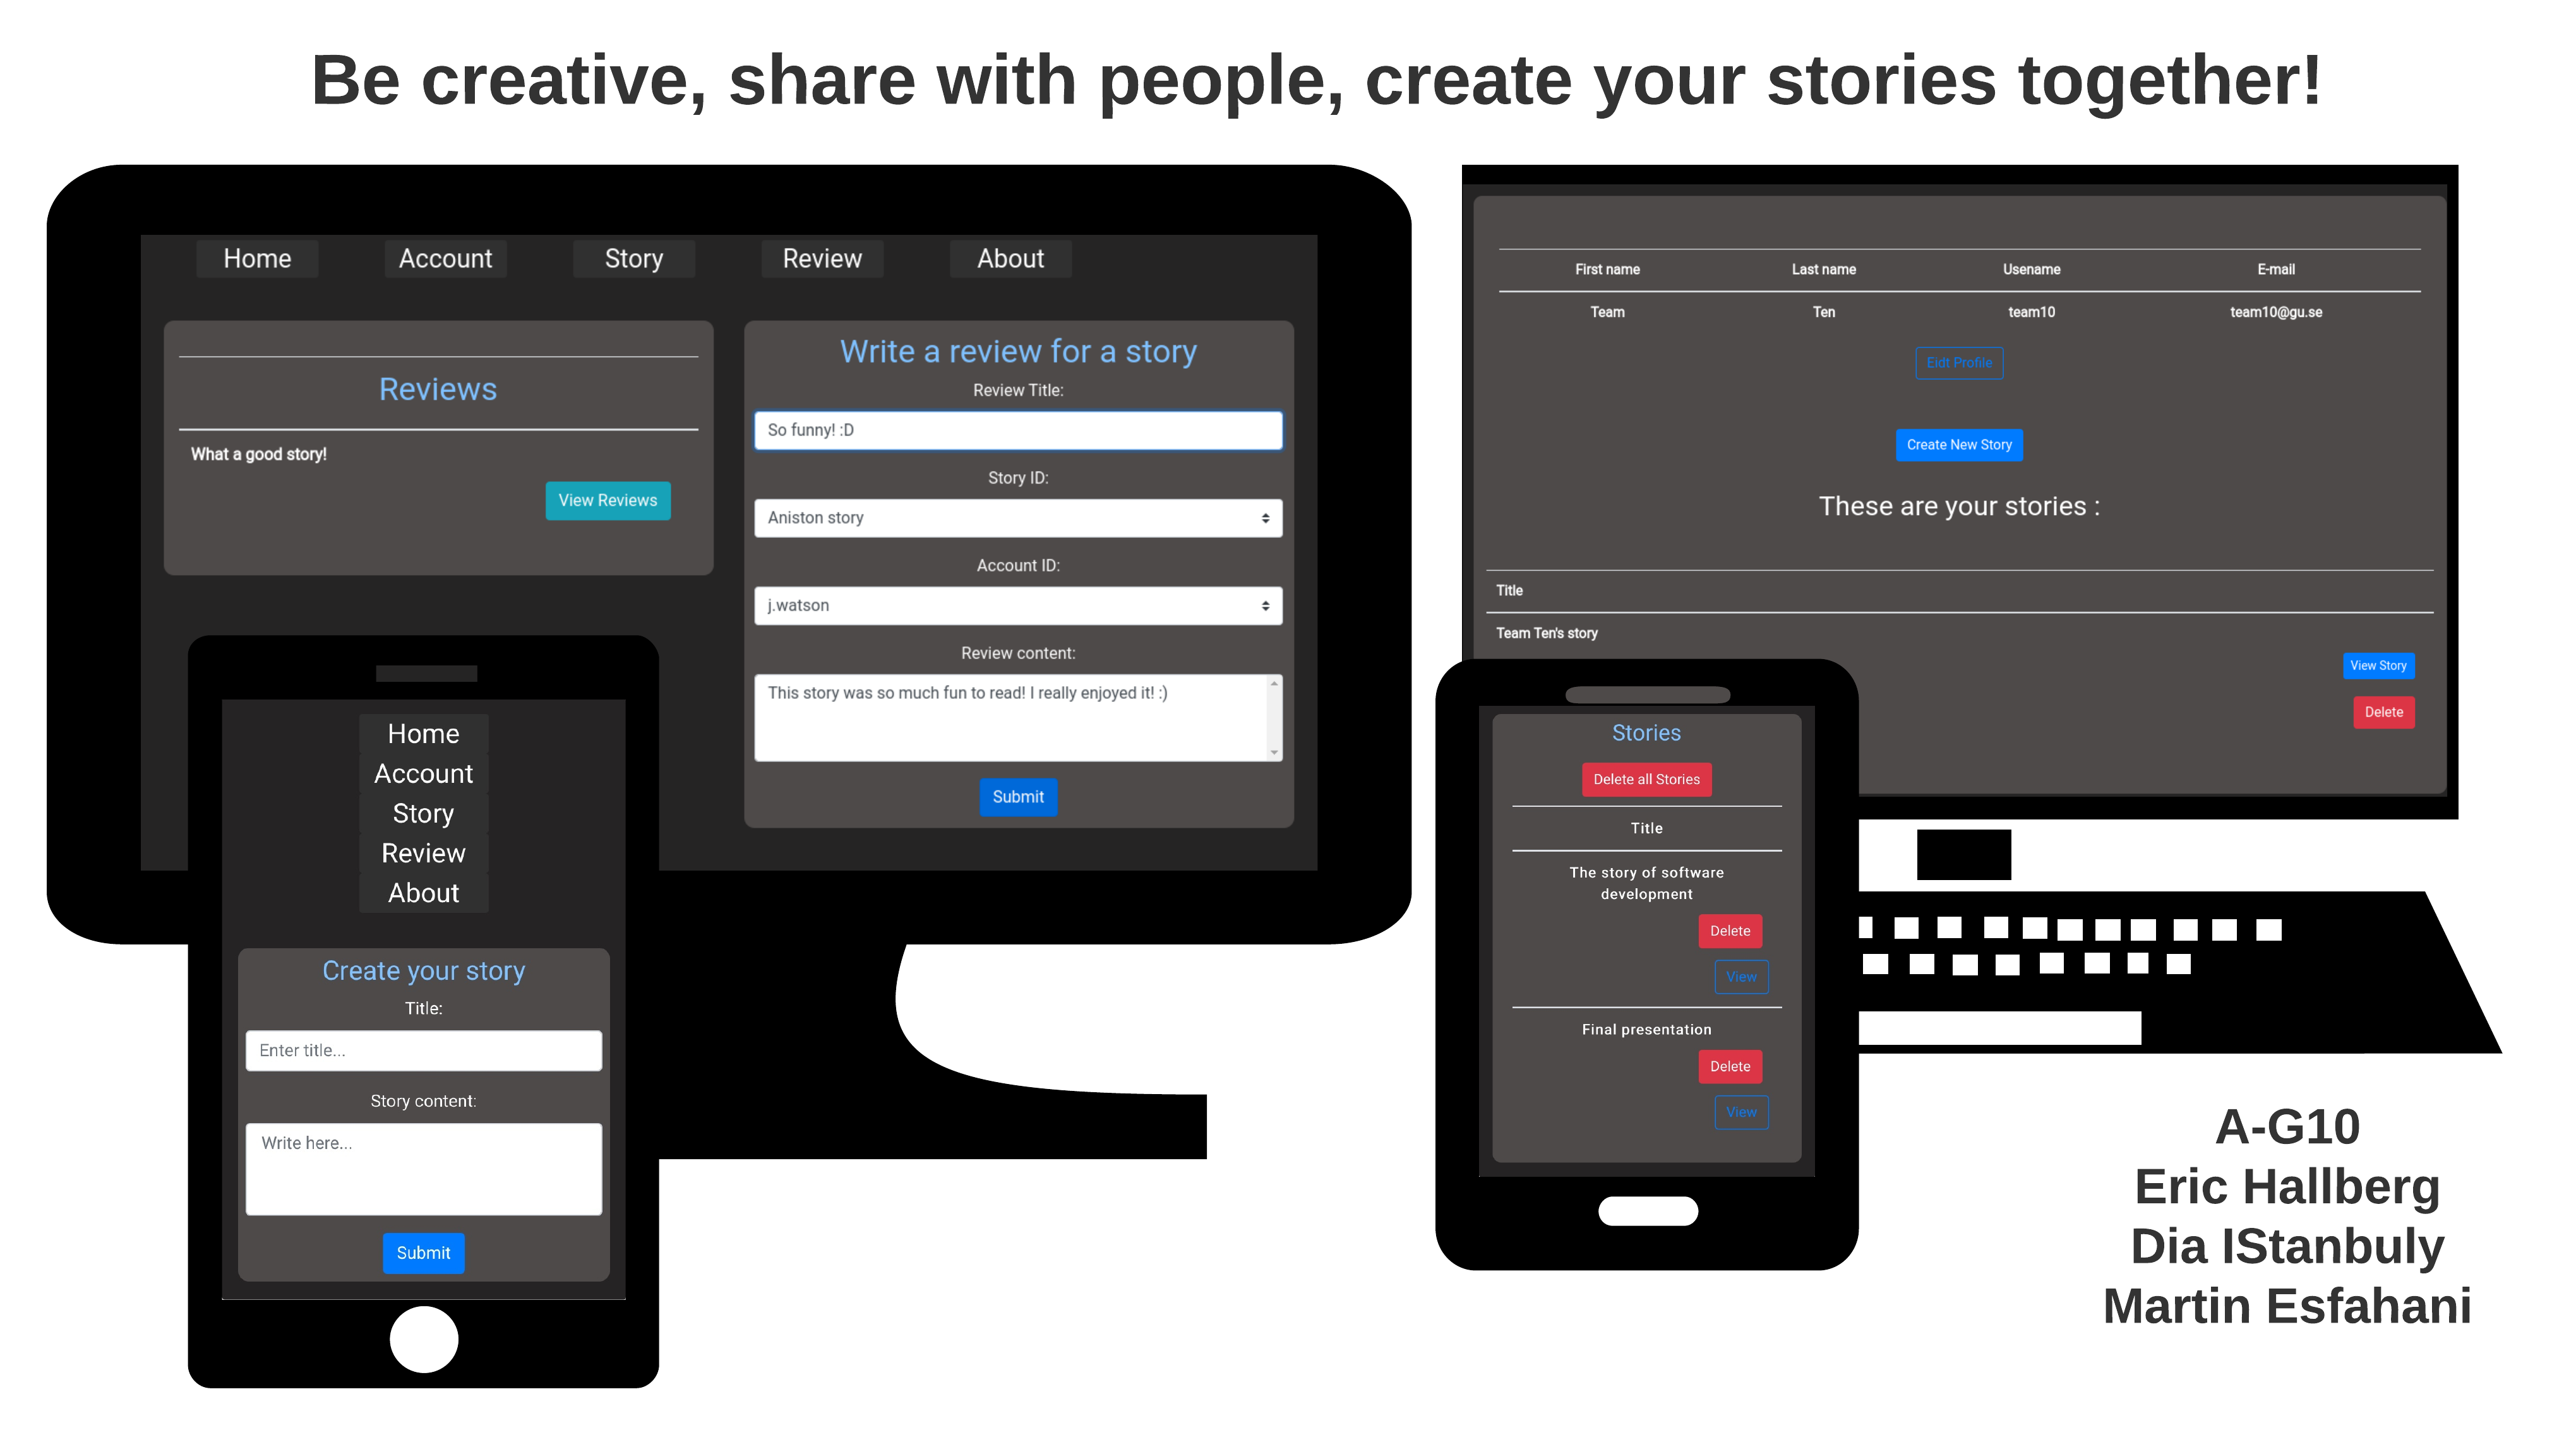 Be creative, share with people, create your stories together!
Home Account Story Review About
Reviews
What a good story!
View Reviews
Write a review for a story
Review Title:
So funny! :D
Story ID:
Aniston story
Account ID:
j.watson
Review content:
This story was so much fun to read! I really enjoyed it! :)
Submit
First name Last name Usename E-mail
Team Ten team10 team10@gu.se
Eidt Profile
Create New Story
These are your stories :
Title
Team Ten's story
View Story
Delete
Home
Account
Story
Review
About
Create your story
Title:
Enter title...
Story content:
Write here...
Submit
Stories
Delete all Stories
Title
The story of software
development
Delete
View
Final presentation
Delete
View
A-G10
Eric Hallberg
Dia IStanbuly
Martin Esfahani